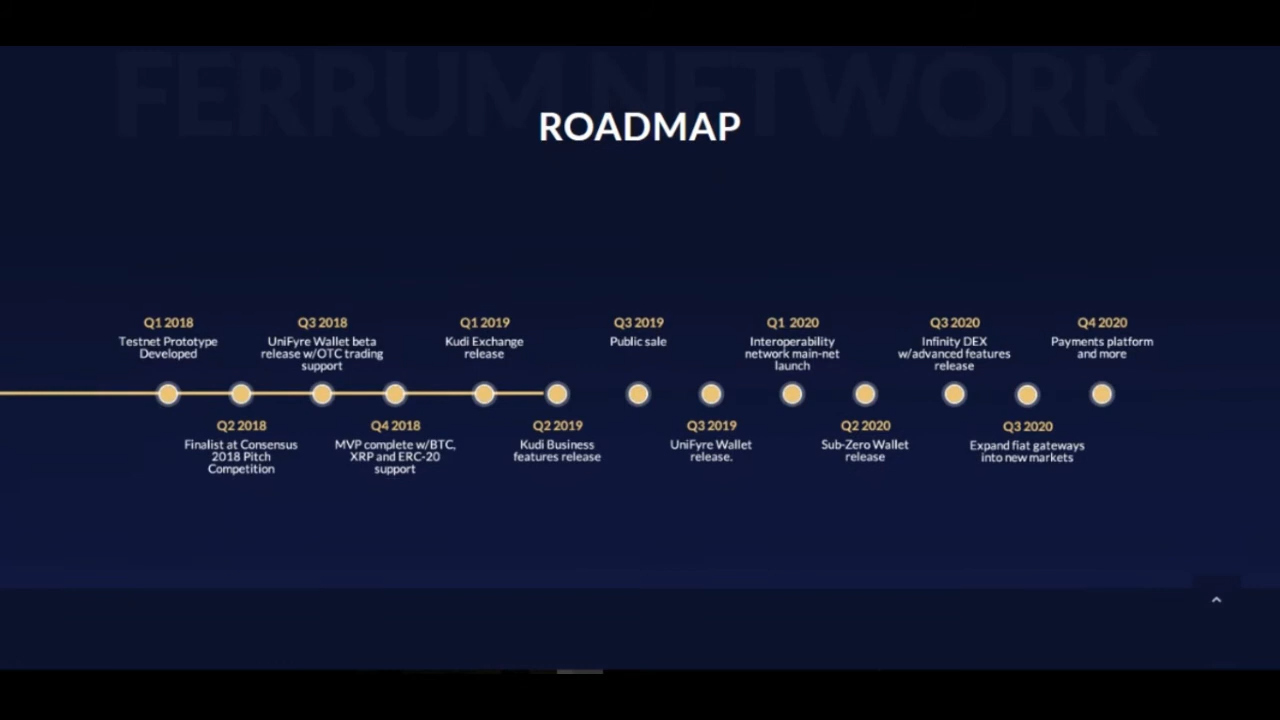 FERRUM NETWORK
ROADMAP
Q1 2018
Testnet Prototype
Developed
Q2 2018
Finalist at Consensus
2018 Pitch
Competition
Q3 2018
UniFyre Wallet beta
release w/OTC trading
support
Q4 2018
MVP complete w/BTC,
XRP and ERC-20
support
Q1 2019
Kudi Exchange
release
Q2 2019
Kudi Business
features release
Q3 2019
Public sale
Q3 2019
UniFyre Wallet
release.
Q1 2020
Interoperability
network main-net
launch
Q2 2020
Sub-Zero Wallet
release
Q3 2020
Infinity DEX
w/advanced features
release
Q3 2020
Expand fiat gateways
into new markets
Q4 2020
Payments platform
and more